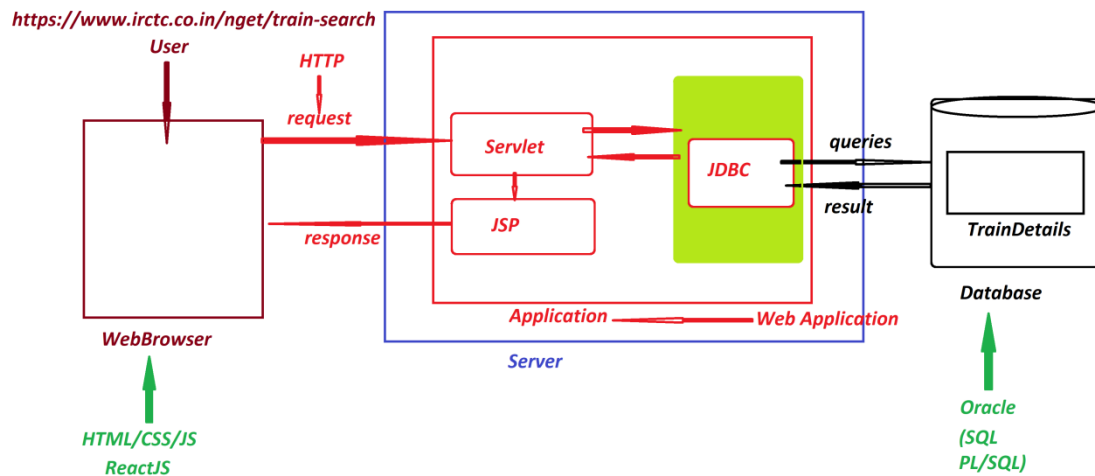 https://www.irctc.co.in/nget/train-search
User
HTTP
request
Servlet
JSP
response
JDBC
queries
result
TrainDetails
Database
Application
Web Application
WebBrowser
Server
HTML/CSS/JS
ReactJS
Oracle
(SQL
PL/SQL)